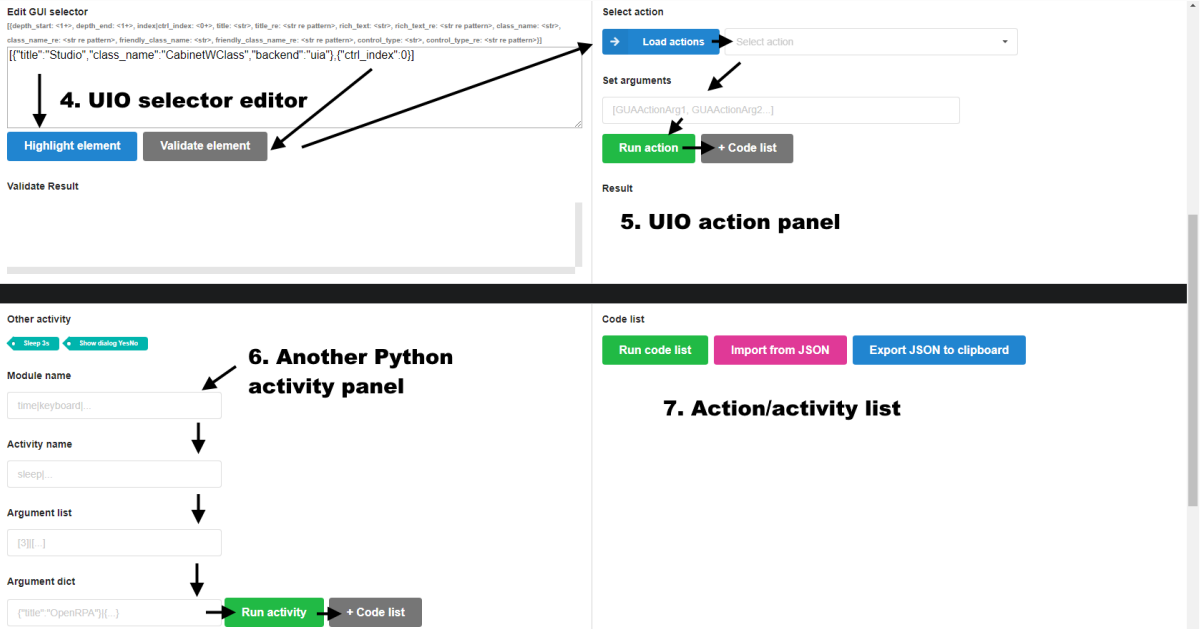 Edit GUI selector
[{depth_start: <1+>, depth_end: <1+>, index|ctrl_index: <0+>, title: <str>, title_re: <str re pattern>, rich_text: <str>, rich_text_re: <str re pattern>, class_name: <str>,
class_name_re: <str re pattern>, friendly_class_name: <str>, friendly_class_name_re: <str re pattern>, control_type: <str>, control_type_re: <str re pattern>}]
[{"title":"Studio","class_name":"CabinetWClass","backend":"uia"},{"ctrl_index":0}]
4. UIO selector editor
Highlight element
Validate element
Validate Result
Select action
Load actions
Select action
Set arguments
[GUAActionArg1, GUAActionArg2...]
Run action
+ Code list
Result
5. UIO action panel
Other activity
Sleep 3s
Show dialog YesNo
6. Another Python
activity panel
Module name
time|keyboard|...
Activity name
sleep|...
Argument list
[3]|[...]
Argument dict
{"title":"OpenRPA"}|{...}
Run activity
+ Code list
Code list
Run code list
Import from JSON
Export JSON to clipboard
7. Action/activity list